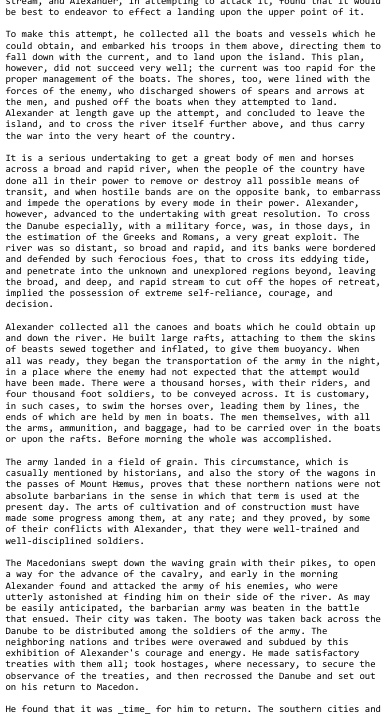 stream, and Alexander, in attempting to attack it, found that it would
be best to endeavor to effect a landing upon the upper point of it.
To make this attempt, he collected all the boats and vessels which he
could obtain, and embarked his troops in them above, directing them to
fall down with the current, and to land upon the island. This plan,
however, did not succeed very well; the current was too rapid for the
proper management of the boats. The shores, too, were lined with the
forces of the enemy, who discharged showers of spears and arrows at
the men, and pushed off the boats when they attempted to land.
Alexander at length gave up the attempt, and concluded to leave the
island, and to cross the river itself further above, and thus carry
the war into the very heart of the country.
It is a serious undertaking to get a great body of men and horses
across a broad and rapid river, when the people of the country have
done all in their power to remove or destroy all possible means of
transit, and when hostile bands are on the opposite bank, to embarrass
and impede the operations by every mode in their power. Alexander,
however, advanced to the undertaking with great resolution. To cross
the Danube especially, with a military force, was, in those days, in
the estimation of the Greeks and Romans, a very great exploit. The
river was so distant, so broad and rapid, and its banks were bordered
and defended by such ferocious foes, that to cross its eddying tide,
and penetrate into the unknown and unexplored regions beyond, leaving
the broad, and deep, and rapid stream to cut off the hopes of retreat,
implied the possession of extreme self-reliance, courage, and
decision.
Alexander collected all the canoes and boats which he could obtain up
and down the river. He built large rafts, attaching to them the skins
of beasts sewed together and inflated, to give them buoyancy. When
all was ready, they began the transportation of the army in the night,
in a place where the enemy had not expected that the attempt would
have been made. There were a thousand horses, with their riders, and
four thousand foot soldiers, to be conveyed across. It is customary,
in such cases, to swim the horses over, leading them by lines, the
ends of which are held by men in boats. The men themselves, with all
the arms, ammunition, and baggage, had to be carried over in the boats
or upon the rafts. Before morning the whole was accomplished.
The army landed in a field of grain. This circumstance, which is
casually mentioned by historians, and also the story of the wagons in
the passes of Mount Hæmus, proves that these northern nations were not
absolute barbarians in the sense in which that term is used at the
present day. The arts of cultivation and of construction must have
made some progress among them, at any rate; and they proved, by some
of their conflicts with Alexander, that they were well-trained and
well-disciplined soldiers.
The Macedonians swept down the waving grain with their pikes, to open
a way for the advance of the cavalry, and early in the morning
Alexander found and attacked the army of his enemies, who were
utterly astonished at finding him on their side of the river. As may
be easily anticipated, the barbarian army was beaten in the battle
that ensued. Their city was taken. The booty was taken back across the
Danube to be distributed among the soldiers of the army. The
neighboring nations and tribes were overawed and subdued by this
exhibition of Alexander's courage and energy. He made satisfactory
treaties with them all; took hostages, where necessary, to secure the
observance of the treaties, and then recrossed the Danube and set out
on his return to Macedon.
He found that it was _time_ for him to return. The southern cities and